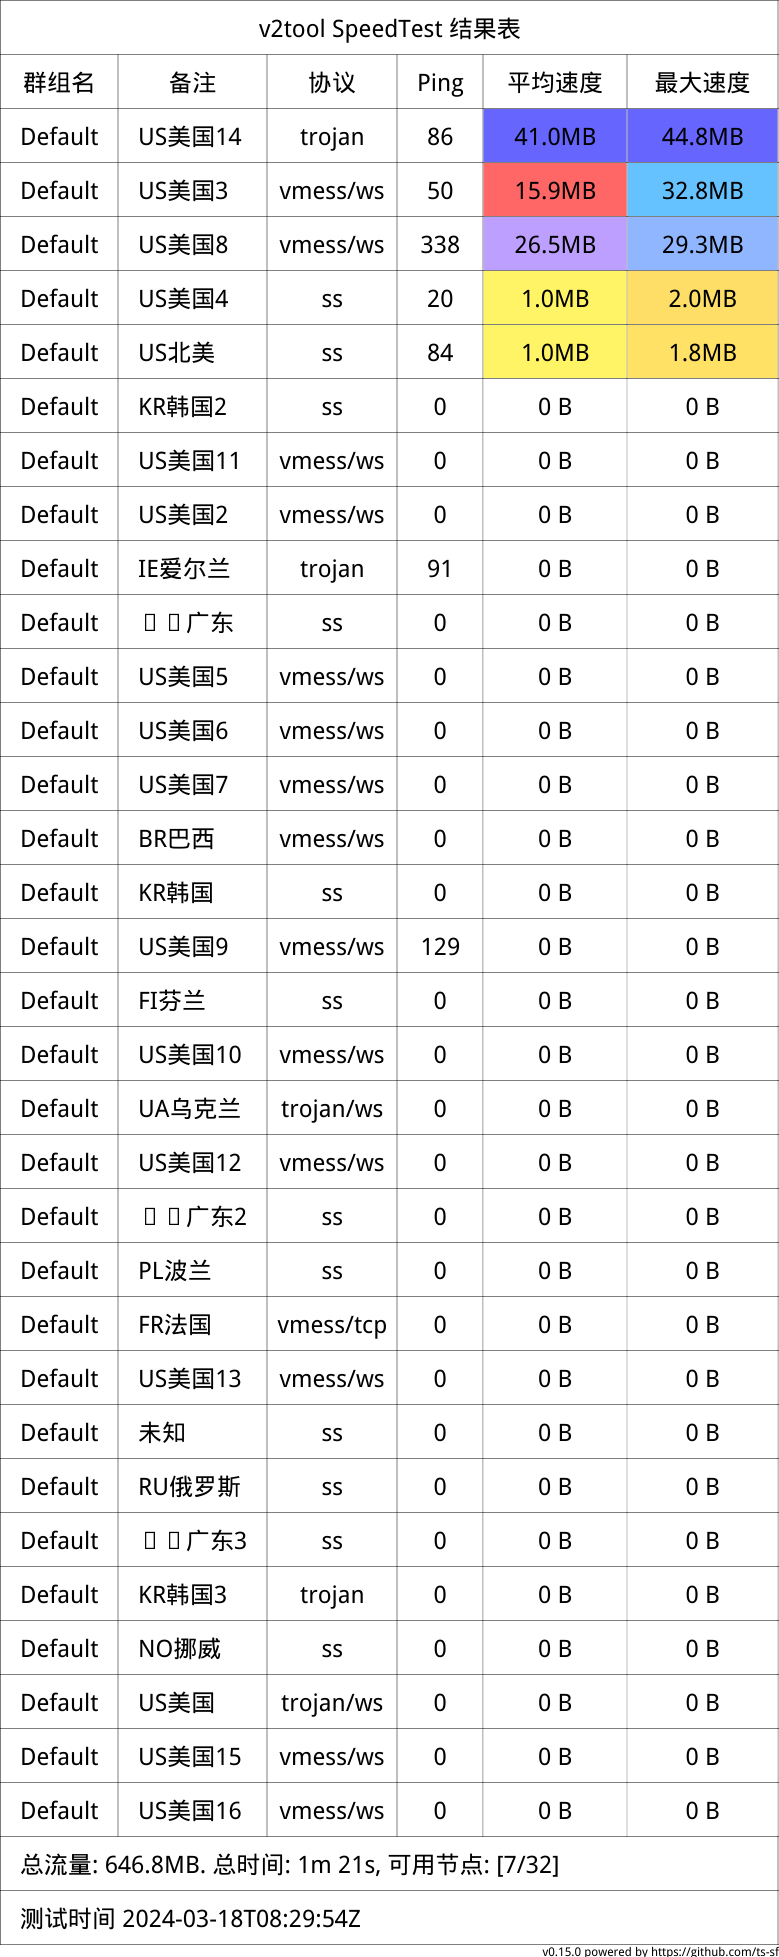 v2tool SpeedTest 结果表
群组名 备注 协议 Ping 平均速度 最大速度
Default US美国14 trojan 86 41.0MB 44.8MB
Default US美国3 vmess/ws 50 15.9MB 32.8MB
Default US美国8 vmess/ws 338 26.5MB 29.3MB
Default US美国4 ss 20 1.0MB 2.0MB
Default US北美 ss 84 1.0MB 1.8MB
Default KR韩国2 ss 0 0 B 0 B
Default US美国11 vmess/ws 0 0 B 0 B
Default US美国2 vmess/ws 0 0 B 0 B
Default IE爱尔兰 trojan 91 0 B 0 B
Default 广东 ss 0 0 B 0 B
Default US美国5 vmess/ws 0 0 B 0 B
Default US美国6 vmess/ws 0 0 B 0 B
Default US美国7 vmess/ws 0 0 B 0 B
Default BR巴西 vmess/ws 0 0 B 0 B
Default KR韩国 ss 0 0 B 0 B
Default US美国9 vmess/ws 129 0 B 0 B
Default FI芬兰 ss 0 0 B 0 B
Default US美国10 vmess/ws 0 0 B 0 B
Default UA乌克兰 trojan/ws 0 0 B 0 B
Default US美国12 vmess/ws 0 0 B 0 B
Default 广东2 ss 0 0 B 0 B
Default PL波兰 ss 0 0 B 0 B
Default FR法国 vmess/tcp 0 0 B 0 B
Default US美国13 vmess/ws 0 0 B 0 B
Default 未知 ss 0 0 B 0 B
Default RU俄罗斯 ss 0 0 B 0 B
Default 广东3 ss 0 0 B 0 B
Default KR韩国3 trojan 0 0 B 0 B
Default NO挪威 ss 0 0 B 0 B
Default US美国 trojan/ws 0 0 B 0 B
Default US美国15 vmess/ws 0 0 B 0 B
Default US美国16 vmess/ws 0 0 B 0 B
总流量: 646.8MB. 总时间: 1m 21s, 可用节点: [7/32]
测试时间 2024-03-18T08:29:54Z
v0.15.0 powered by https://github.com/ts-sf